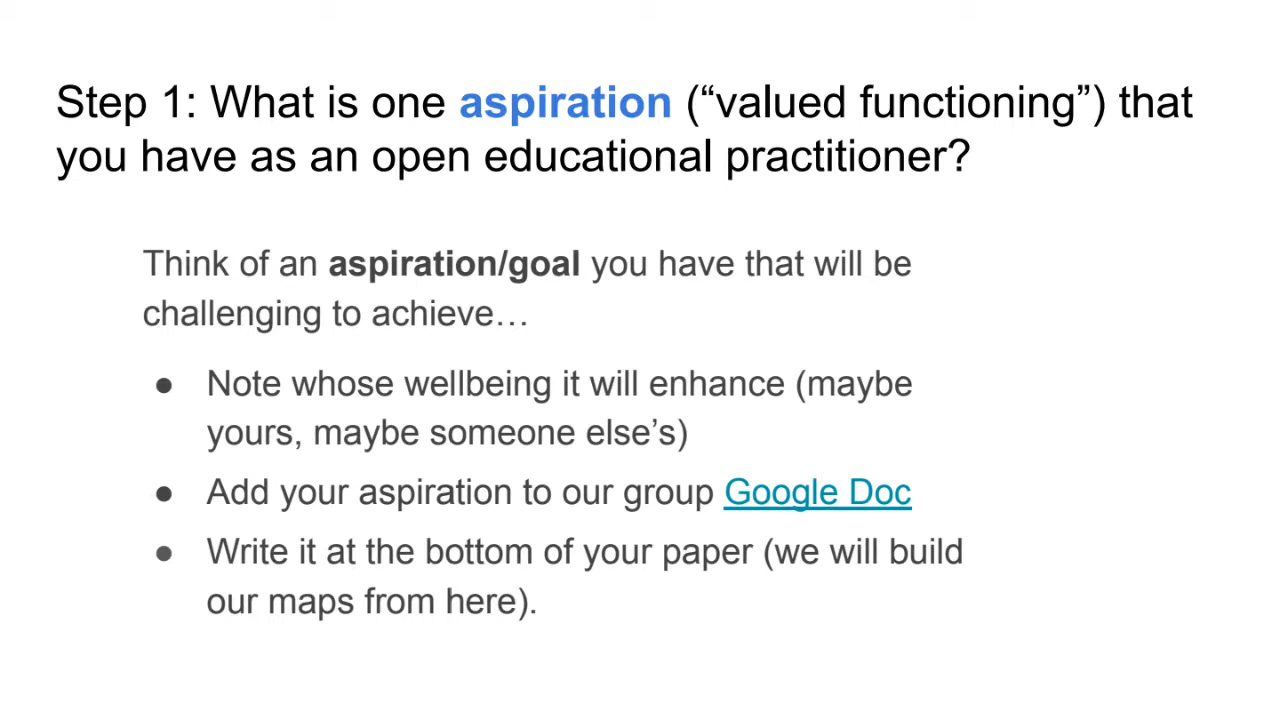 Step 1: What is one aspiration (“valued functioning”) that
you have as an open educational practitioner?
Think of an aspiration/goal you have that will be
challenging to achieve…
● Note whose wellbeing it will enhance (maybe
yours, maybe someone else’s)
● Add your aspiration to our group Google Doc
● Write it at the bottom of your paper (we will build
our maps from here).